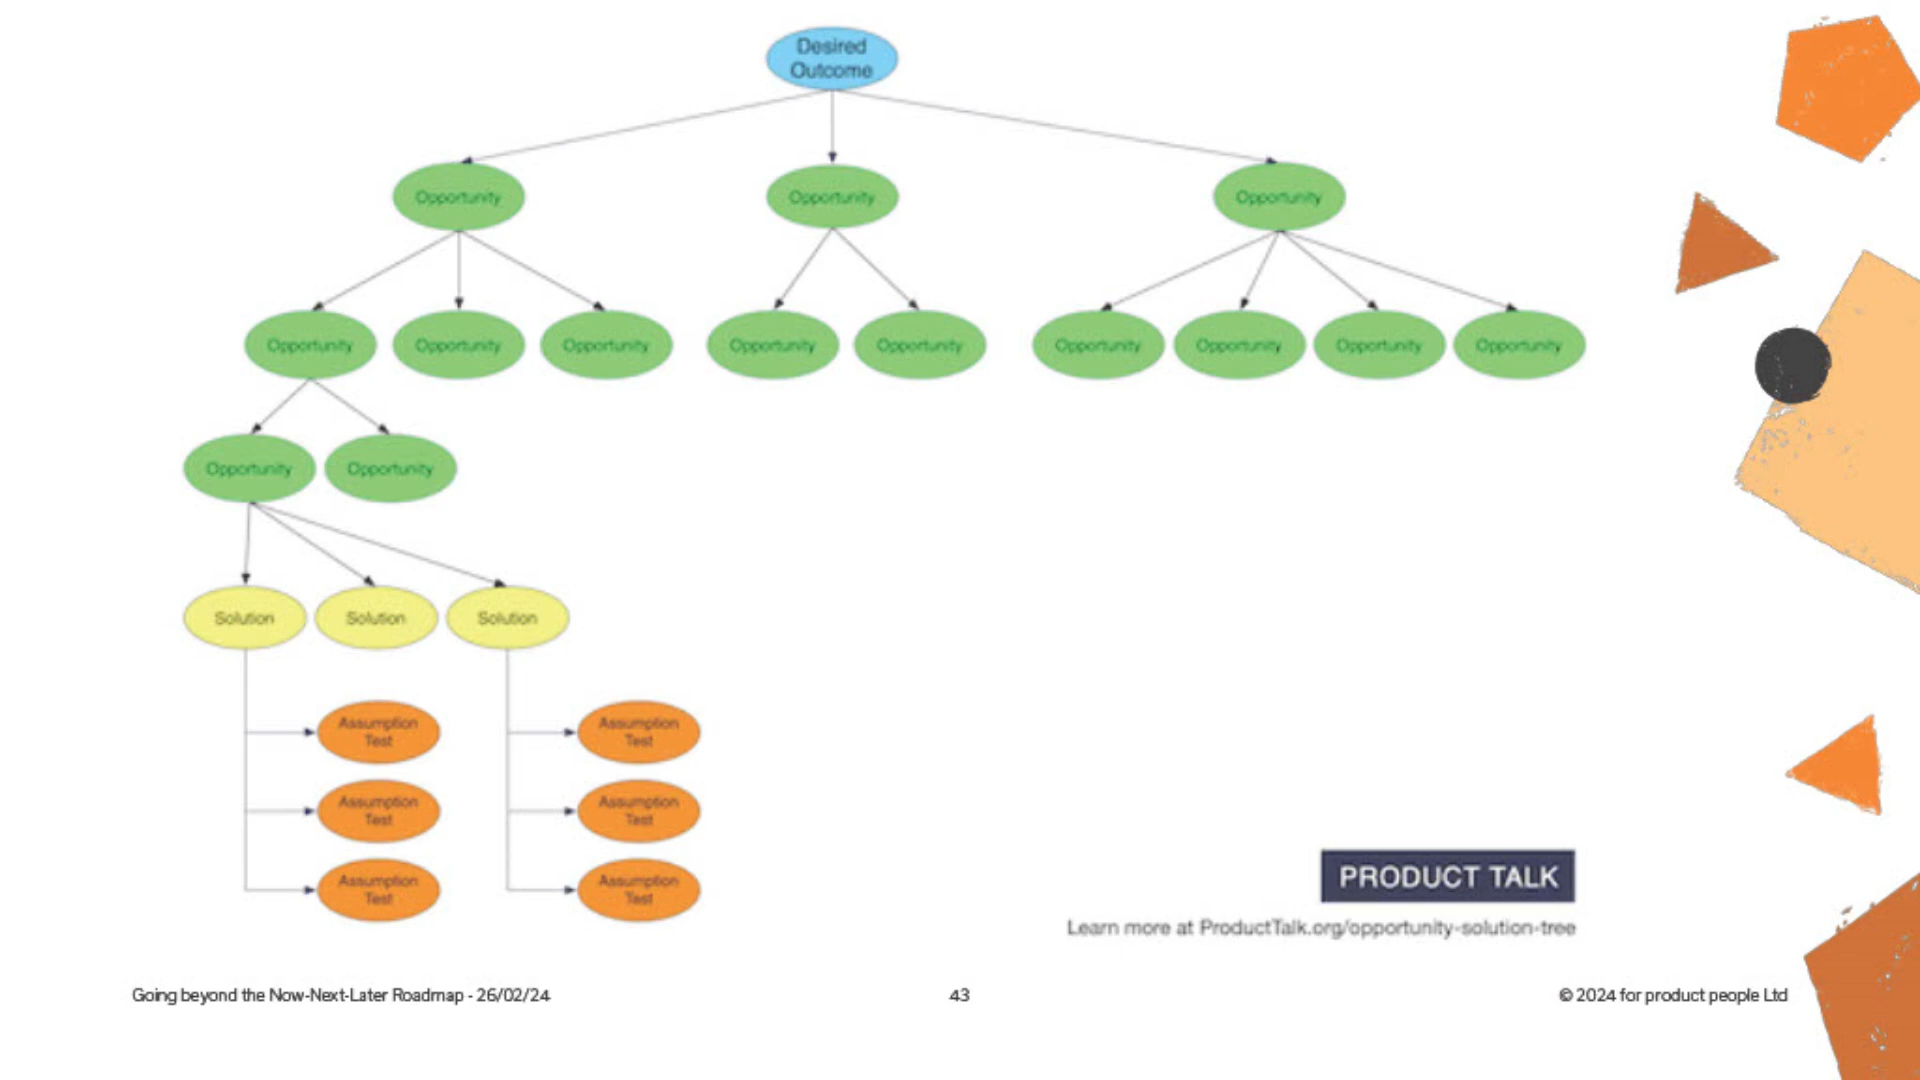 Desired
Outcome
Opportunity
Opportunity
Opportunity
Opportunity
Opportunity
Opportunity
Opportunity
Opportunity
Opportunity
Opportunity
Opportunity
Opportunity
Opportunity
Opportunity
Solution
Solution
Solution
Assumption
Test
Assumption
Test
Assumption
Test
Assumption
Test
Assumption
Test
Assumption
Test
PRODUCT TALK
Learn more at ProductTalk.org/opportunity-solution-tree
Going beyond the Now-Next-Later Roadmap - 26/02/24
43
© 2024 for product people Ltd